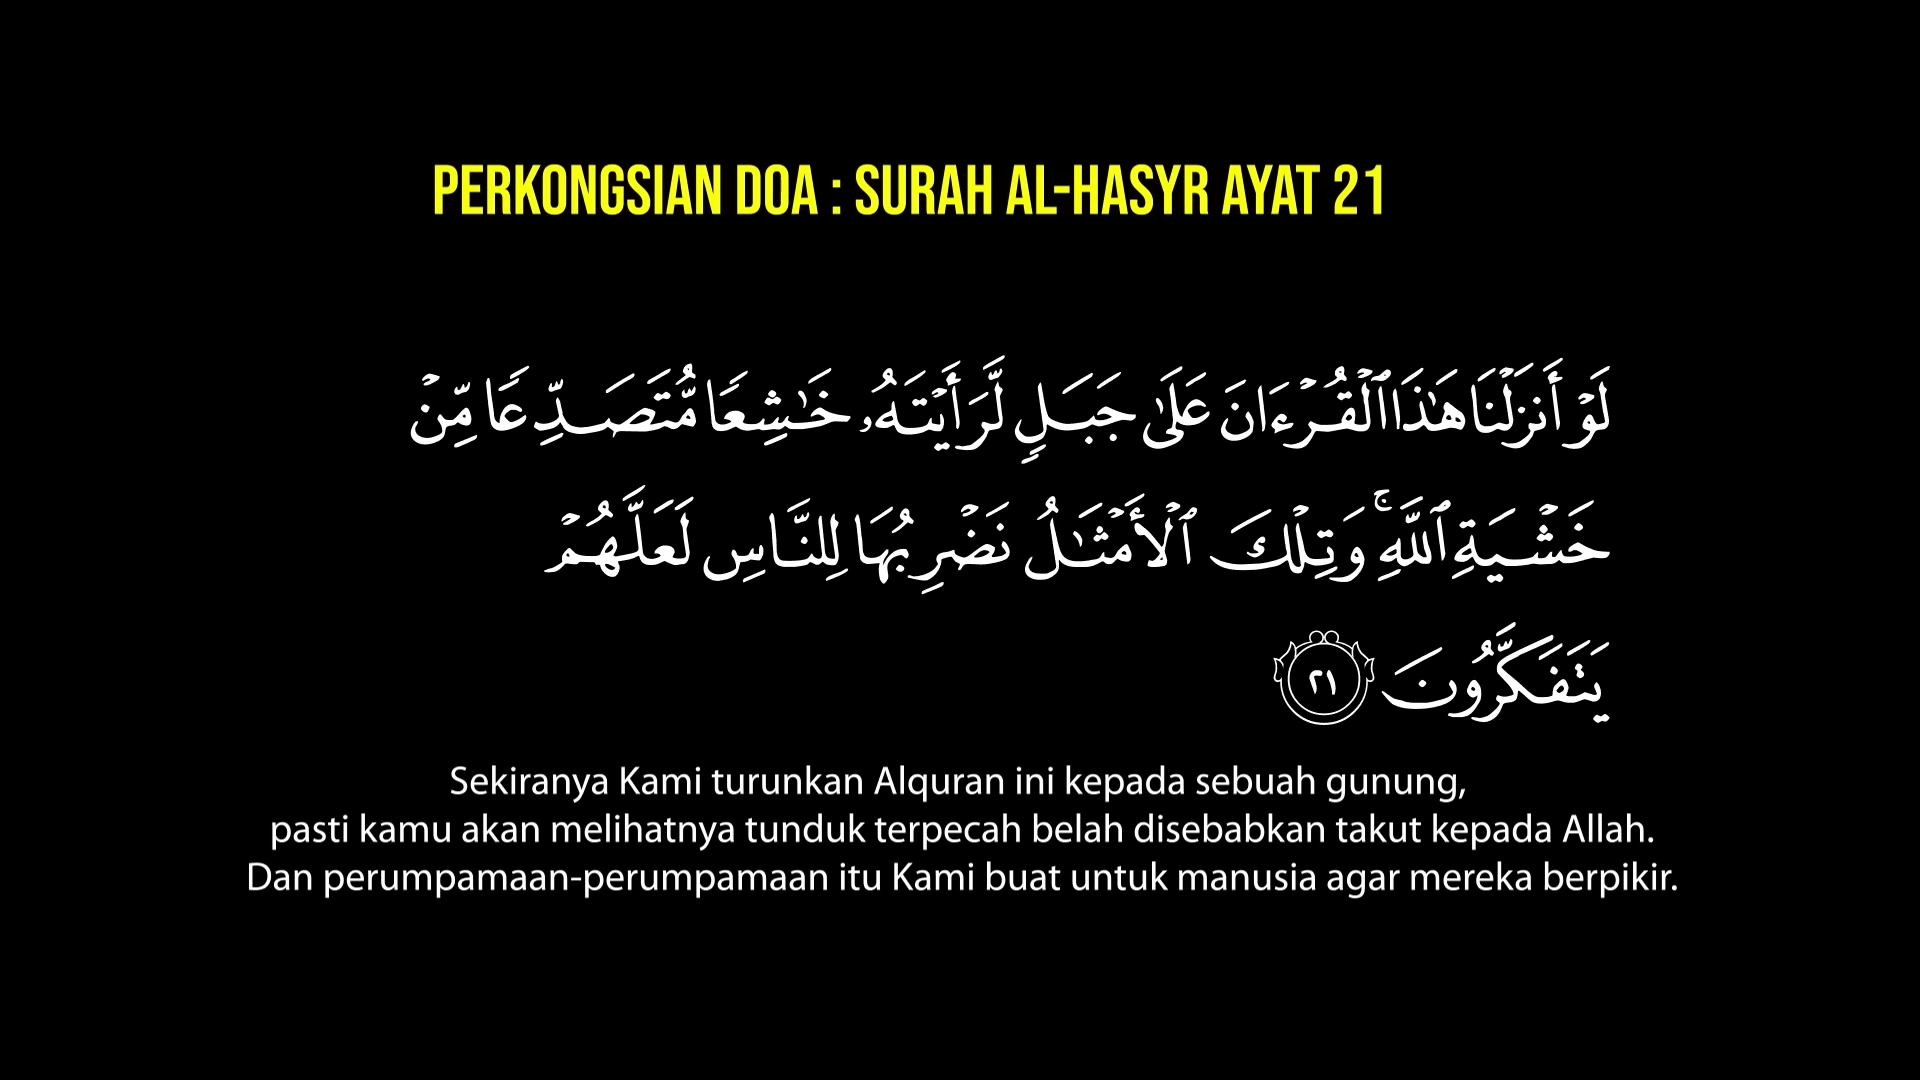 PERKONGSIAN DOA : SURAH AL-HASYR AYAT 21
لَوْ أَنزَلْنَا هَٰذَا ٱلْقُرْءَانَ عَلَىٰ جَبَلٍ لَّرَأَيْتَهُۥ خَٰشِعًا مُّتَصَدِّعًا مِّنْ
خَشْيَةِ ٱللَّهِ ۚ وَتِلْكَ ٱلْأَمْثَٰلُ نَضْرِبُهَا لِلنَّاسِ لَعَلَّهُمْ
يَتَفَكَّرُونَ ٢١
Sekiranya Kami turunkan Alquran ini kepada sebuah gunung,
pasti kamu akan melihatnya tunduk terpecah belah disebabkan takut kepada Allah.
Dan perumpamaan-perumpamaan itu Kami buat untuk manusia agar mereka berpikir.